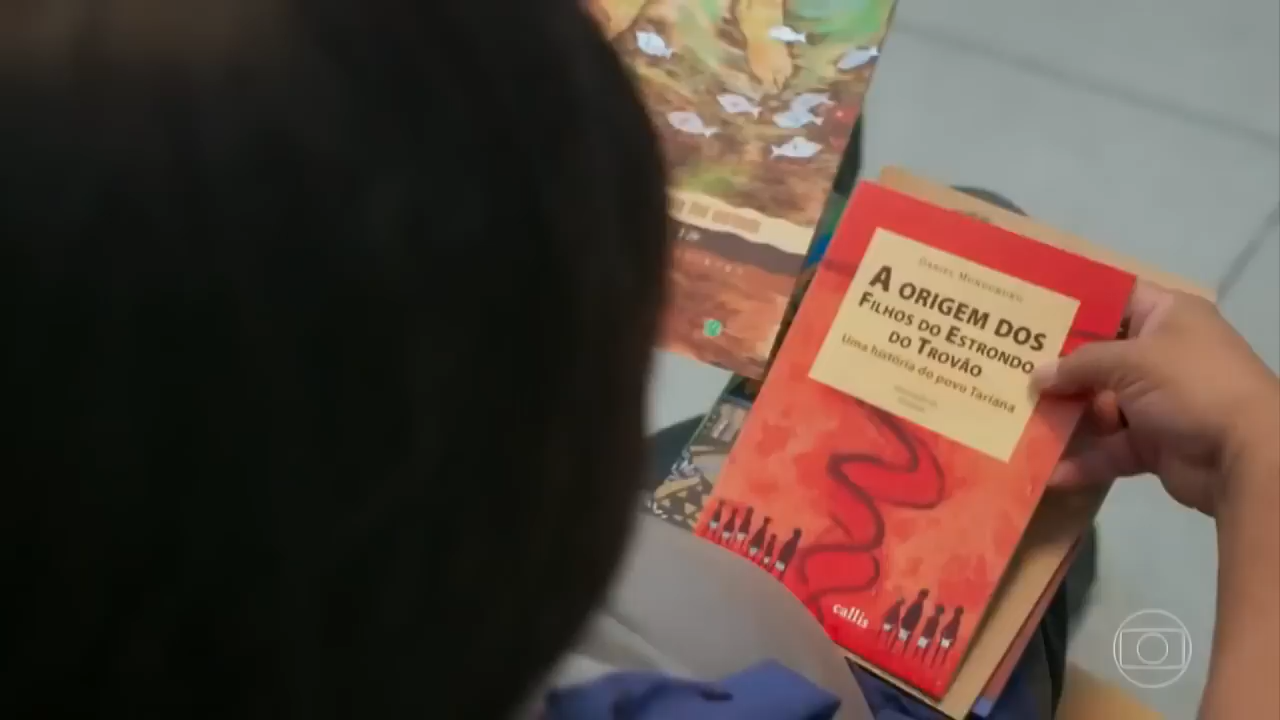 DANIEL MUNDURUKU
A ORIGEM DOS
FILHOS DO ESTRONDO
DO TROVÃO
Uma história do povo Tariana
callis